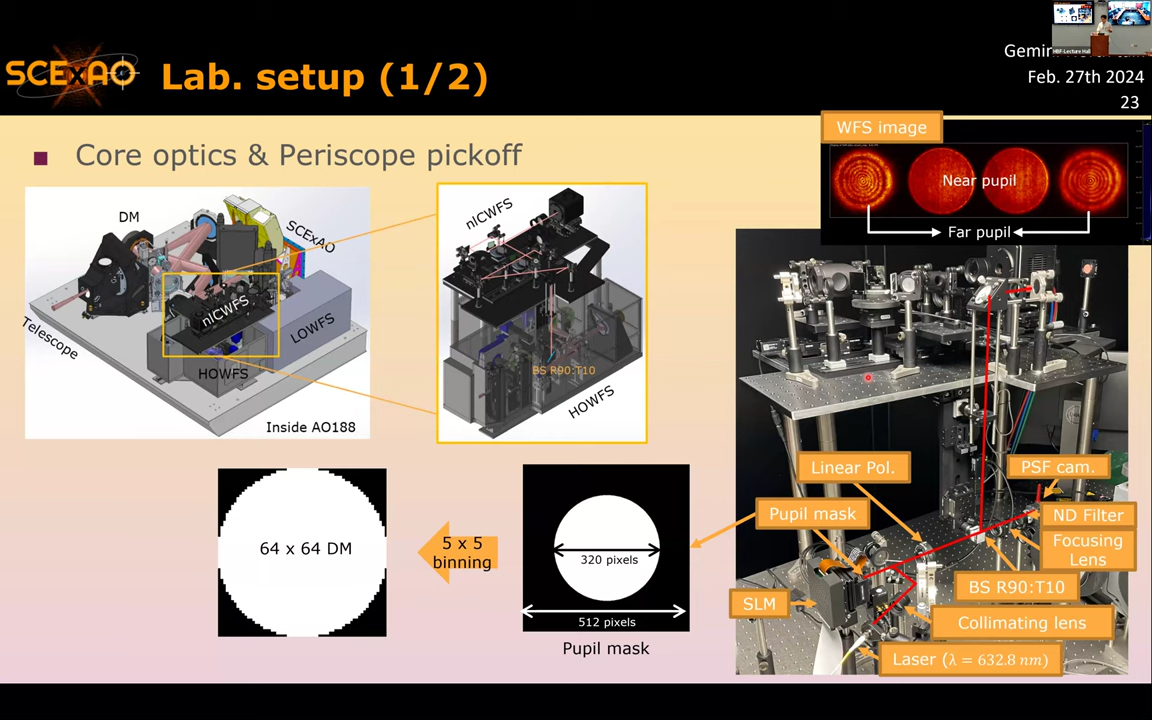 SCExAO
Lab. setup (1/2)
Feb. 27th 2024
23
Core optics & Periscope pickoff
WFS image
Near pupil
Far pupil
DM
SCExAO
nlCWFS
Telescope
LOWFS
HOWFS
Inside AO188
nlCWFS
BS R90:T10
HOWFS
64 x 64 DM
5 x 5
binning
320 pixels
512 pixels
Pupil mask
Linear Pol.
PSF cam.
Pupil mask
ND Filter
Focusing
Lens
BS R90:T10
SLM
Collimating lens
Laser (λ = 632.8 nm)